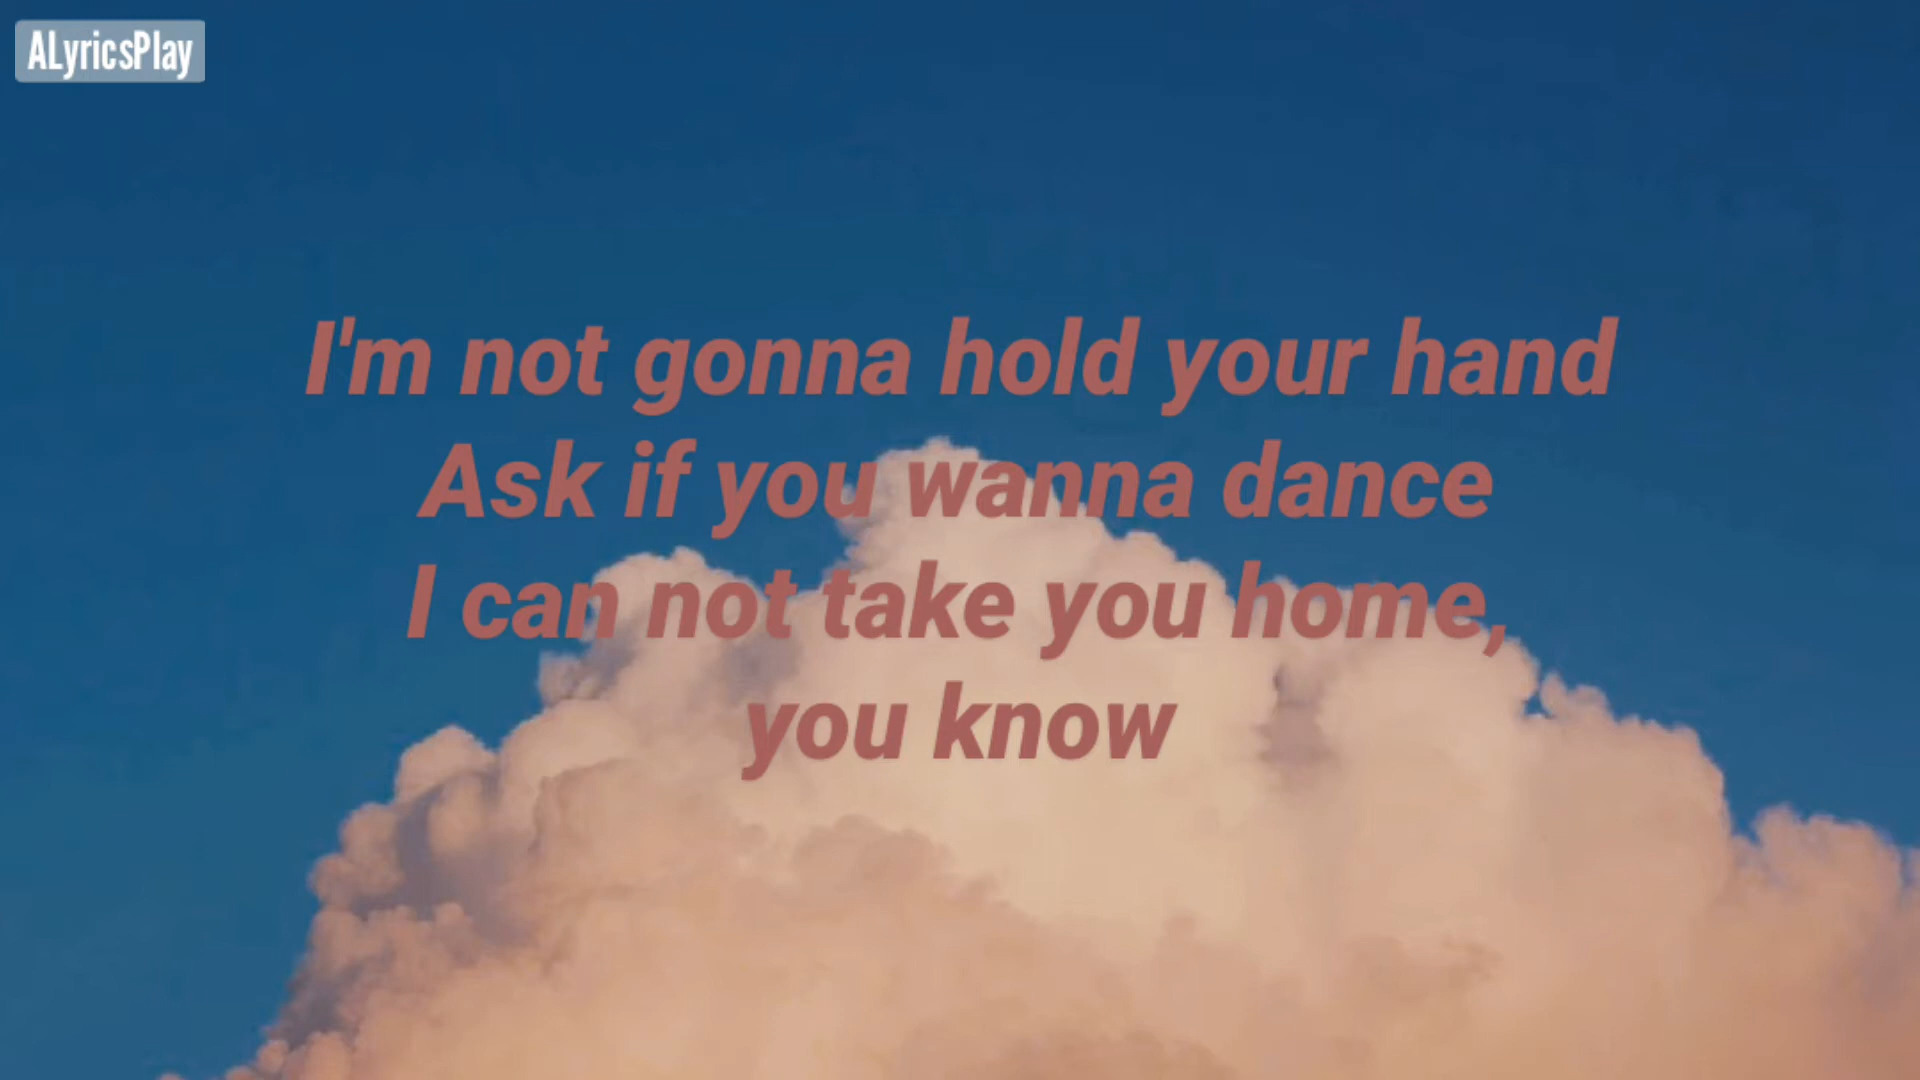 ALyricsPlay
I'm not gonna hold your hand
Ask if you wanna dance
I can not take you home,
you know